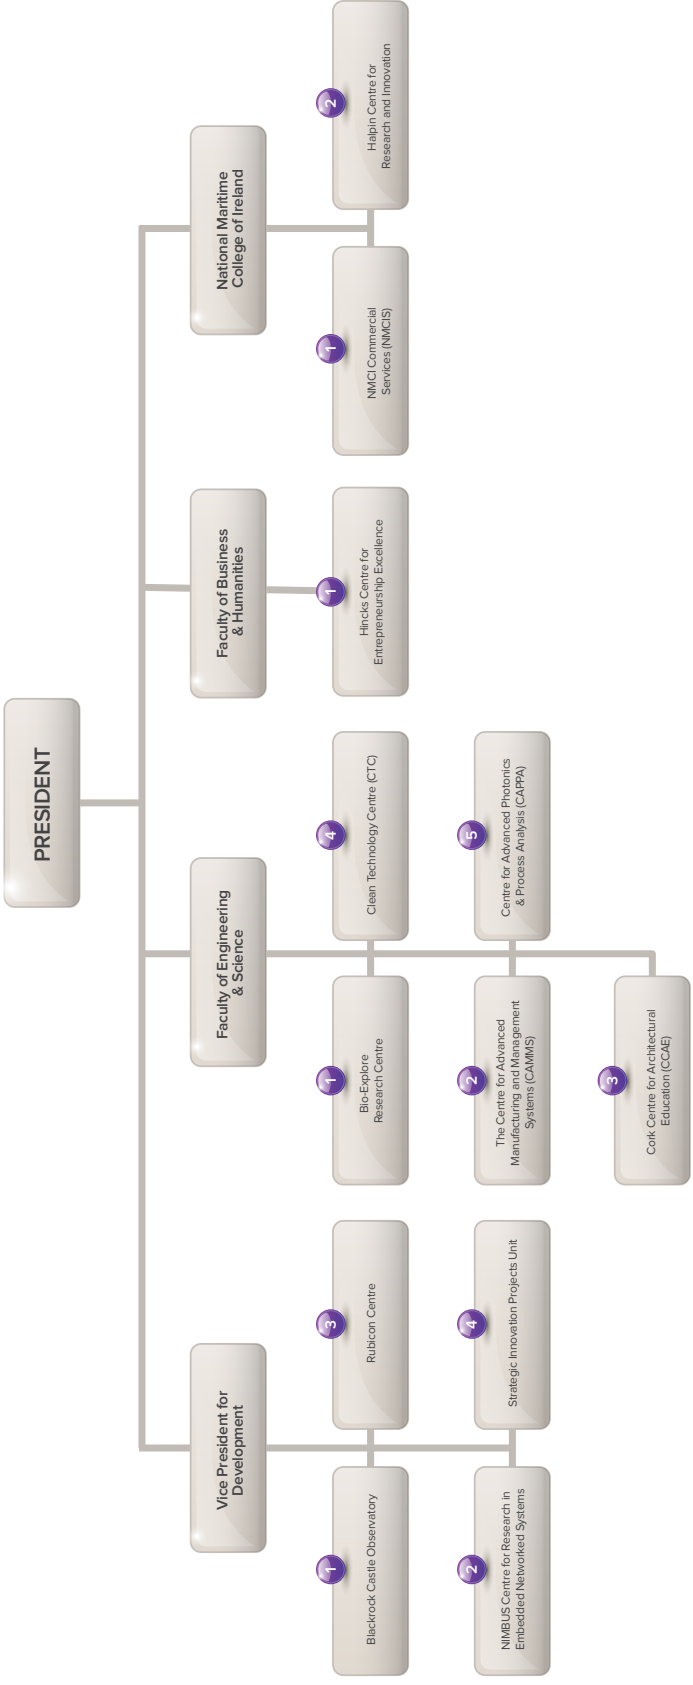 PRESIDENT
Vice President for
Development
1
Blackrock Castle Observatory
2
NIMBUS Centre for Research in
Embedded Networked Systems
3
Rubicon Centre
4
Strategic Innovation Projects Unit
Faculty of Engineering
& Science
1
Bio-Explore
Research Centre
2
The Centre for Advanced
Manufacturing and Management
Systems (CAMMS)
3
Cork Centre for Architectural
Education (CCAE)
4
Clean Technology Centre (CTC)
5
Centre for Advanced Photonics
& Process Analysis (CAPPA)
Faculty of Business
& Humanities
1
Hincks Centre for
Entrepreneurship Excellence
National Maritime
College of Ireland
1
NMCI Commercial
Services (NMCIS)
2
Halpin Centre for
Research and Innovation